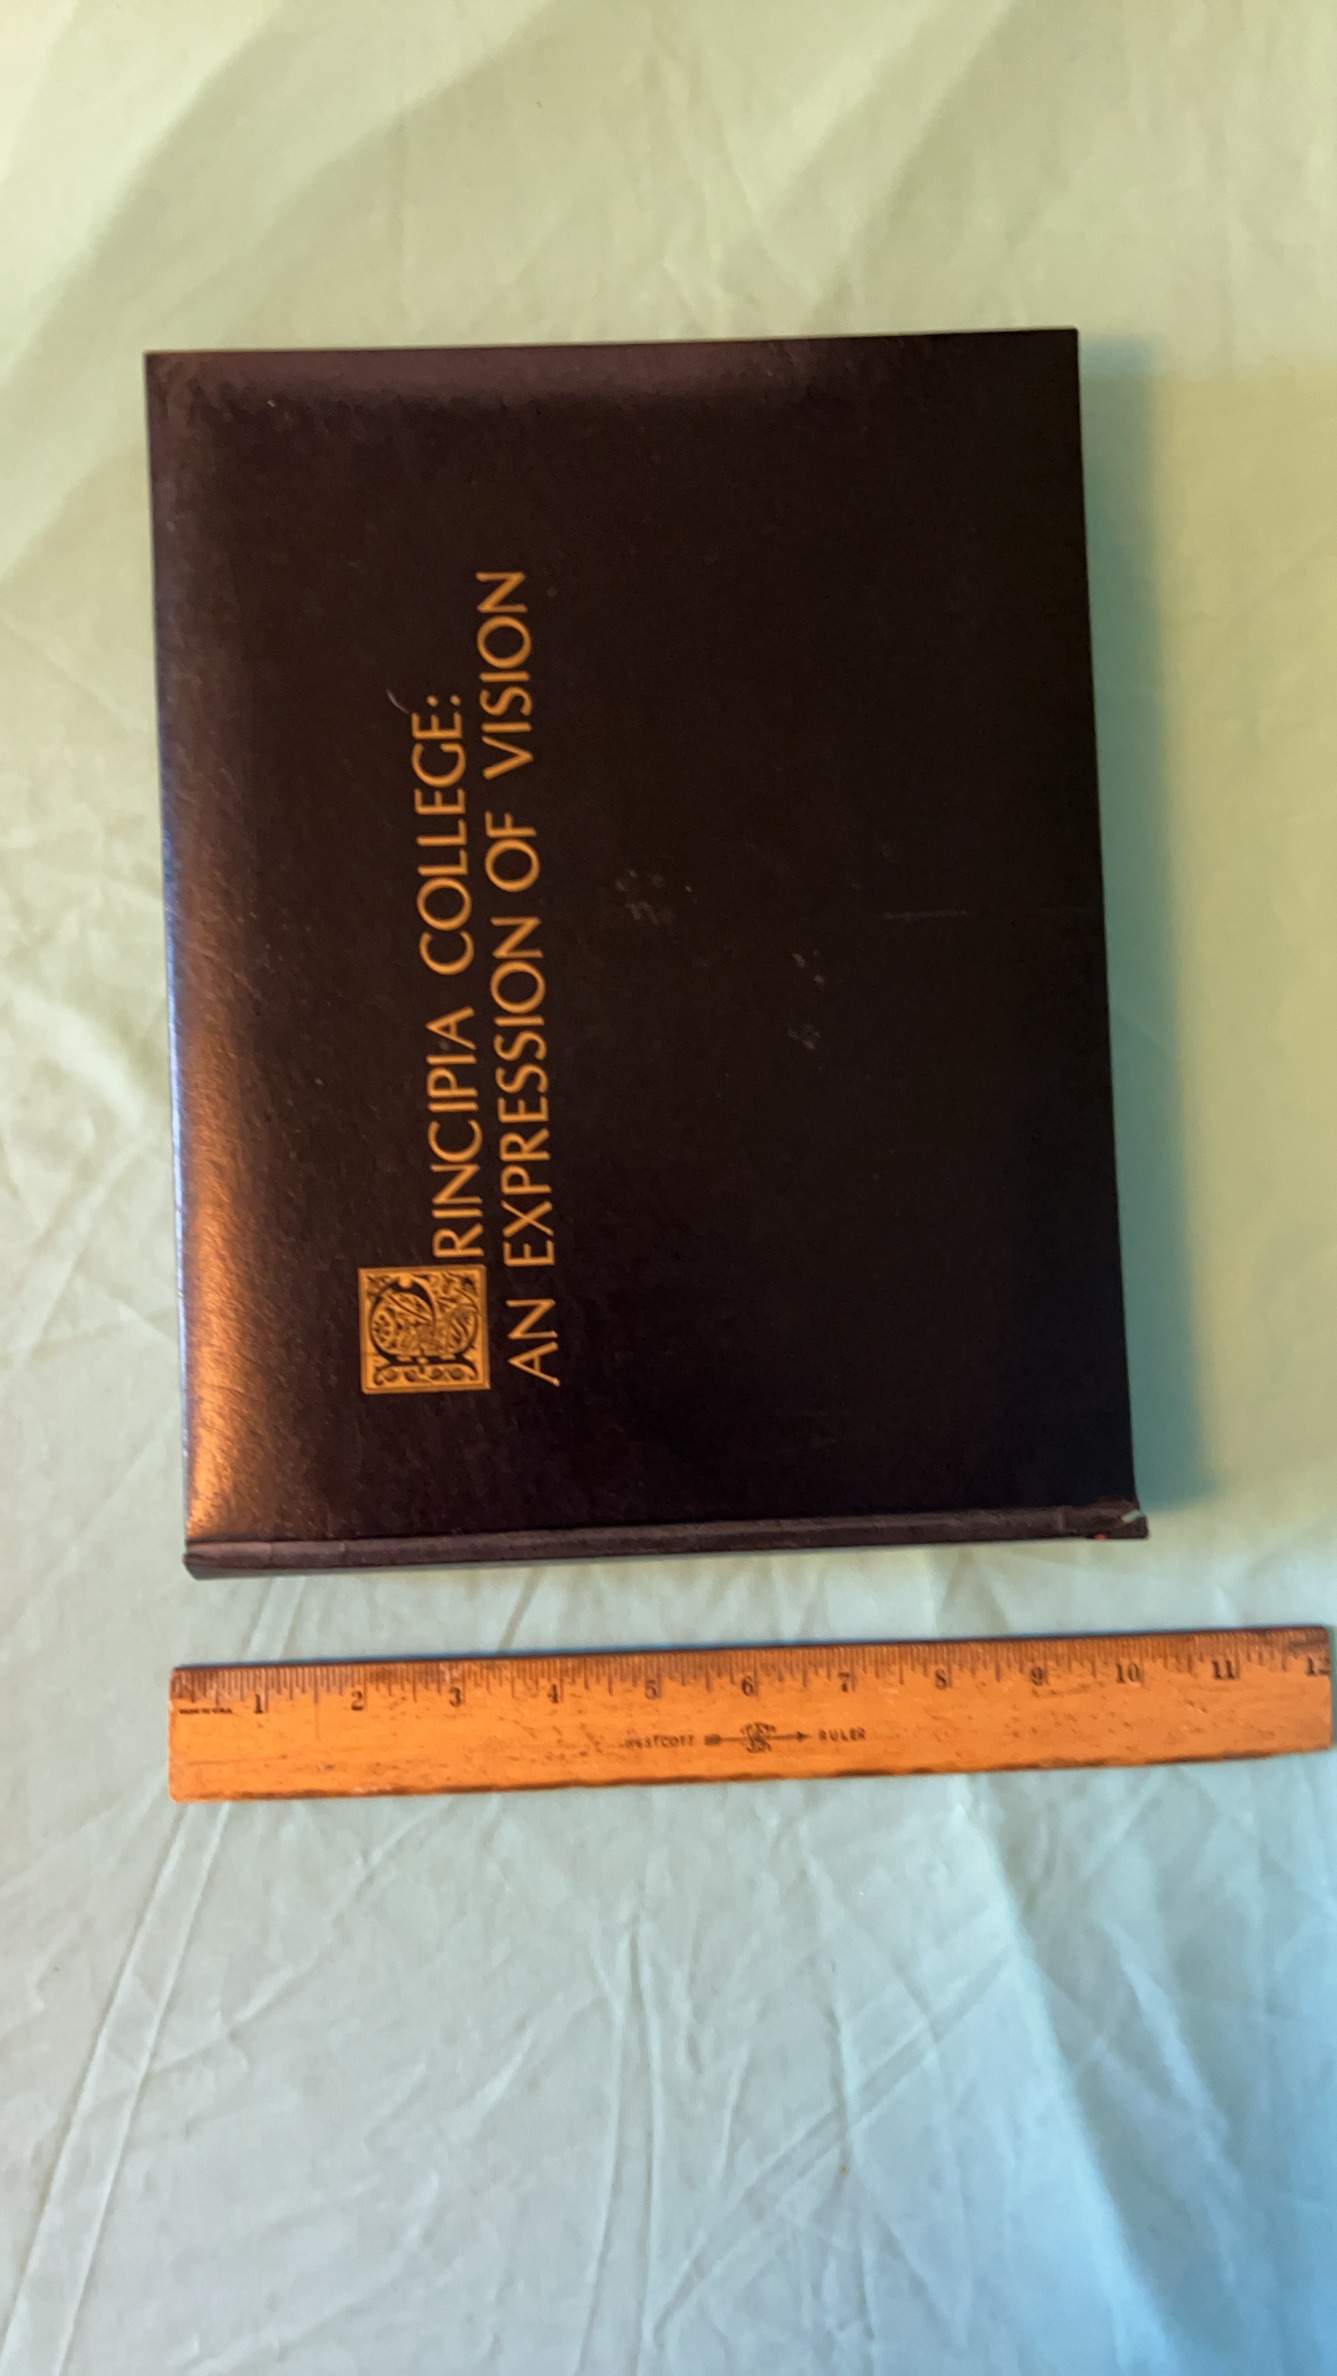 PRINCIPIA COLLEGE:
AN EXPRESSION OF VISION
1 2 3 4 5 6 7 8 9 10 11 12
WESTCOTT RULER